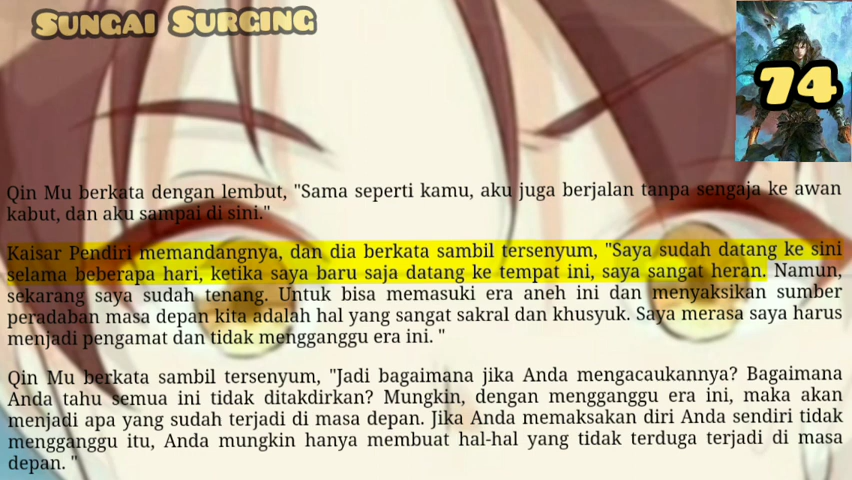 SUNGAI SURGING
74
Qin Mu berkata dengan lembut, "Sama seperti kamu, aku juga berjalan tanpa sengaja ke awan
kabut, dan aku sampai di sini."
Kaisar Pendiri memandangnya, dan dia berkata sambil tersenyum, "Saya sudah datang ke sini
selama beberapa hari, ketika saya baru saja datang ke tempat ini, saya sangat heran. Namun,
sekarang saya sudah tenang. Untuk bisa memasuki era aneh ini dan menyaksikan sumber
peradaban masa depan kita adalah hal yang sangat sakral dan khusyuk. Saya merasa saya harus
menjadi pengamat dan tidak mengganggu era ini. "
Qin Mu berkata sambil tersenyum, "Jadi bagaimana jika Anda mengacaukannya? Bagaimana
Anda tahu semua ini tidak ditakdirkan? Mungkin, dengan mengganggu era ini, maka akan
menjadi apa yang sudah terjadi di masa depan. Jika Anda memaksakan diri Anda sendiri tidak
mengganggu itu, Anda mungkin hanya membuat hal-hal yang tidak terduga terjadi di masa
depan. "